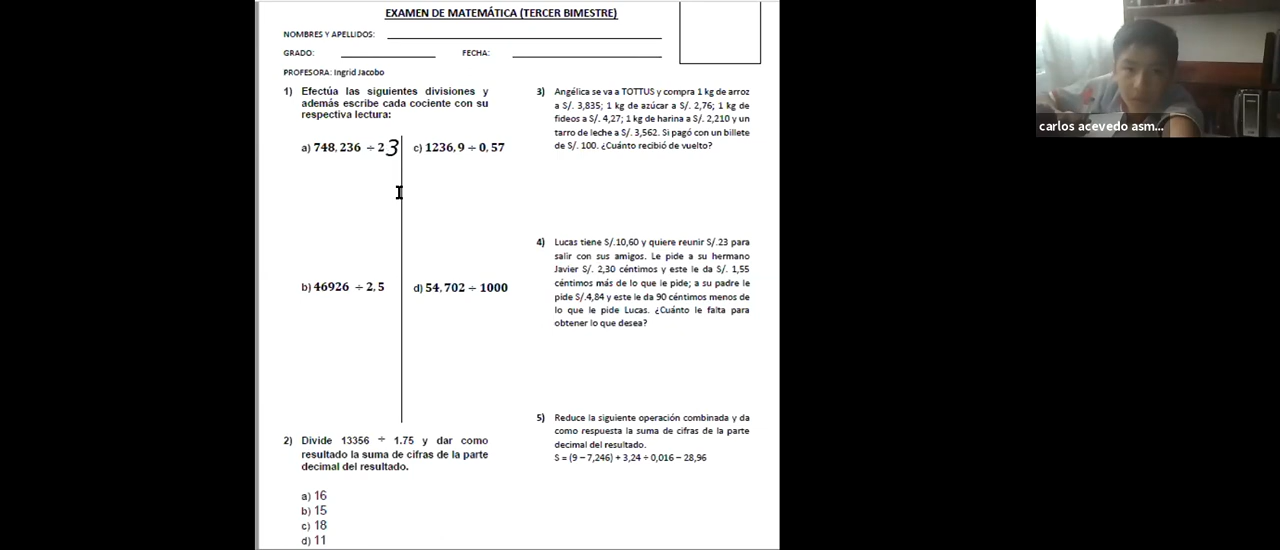 EXAMEN DE MATEMÁTICA (TERCER BIMESTRE)
NOMBRES Y APELLIDOS:
GRADO: FECHA:
PROFESORA: Ingrid Jacobo
1) Efectúa las siguientes divisiones y
además escribe cada cociente con su
respectiva lectura:
a) 748,236 ÷ 23
c) 1236,9 ÷ 0,57
b) 46926 ÷ 2,5
d) 54,702 ÷ 1000
2) Divide 13356 ÷ 1.75 y dar como
resultado la suma de cifras de la parte
decimal del resultado.
a) 16
b) 15
c) 18
d) 11
3) Angélica se va a TOTTUS y compra 1 kg de arroz
a S/. 3,835; 1 kg de azúcar a S/. 2,76; 1 kg de
fideos a S/. 4,27; 1 kg de harina a S/. 2,210 y un
tarro de leche a S/. 3,562. Si pagó con un billete
de S/. 100. ¿Cuánto recibió de vuelto?
4) Lucas tiene S/.10,60 y quiere reunir S/.23 para
salir con sus amigos. Le pide a su hermano
Javier S/. 2,30 céntimos y este le da S/. 1,55
céntimos más de lo que le pide; a su padre le
pide S/.4,84 y este le da 90 céntimos menos de
lo que le pide Lucas. ¿Cuánto le falta para
obtener lo que desea?
5) Reduce la siguiente operación combinada y da
como respuesta la suma de cifras de la parte
decimal del resultado.
S = (9 – 7,246) + 3,24 ÷ 0,016 – 28,96
carlos acevedo asm...